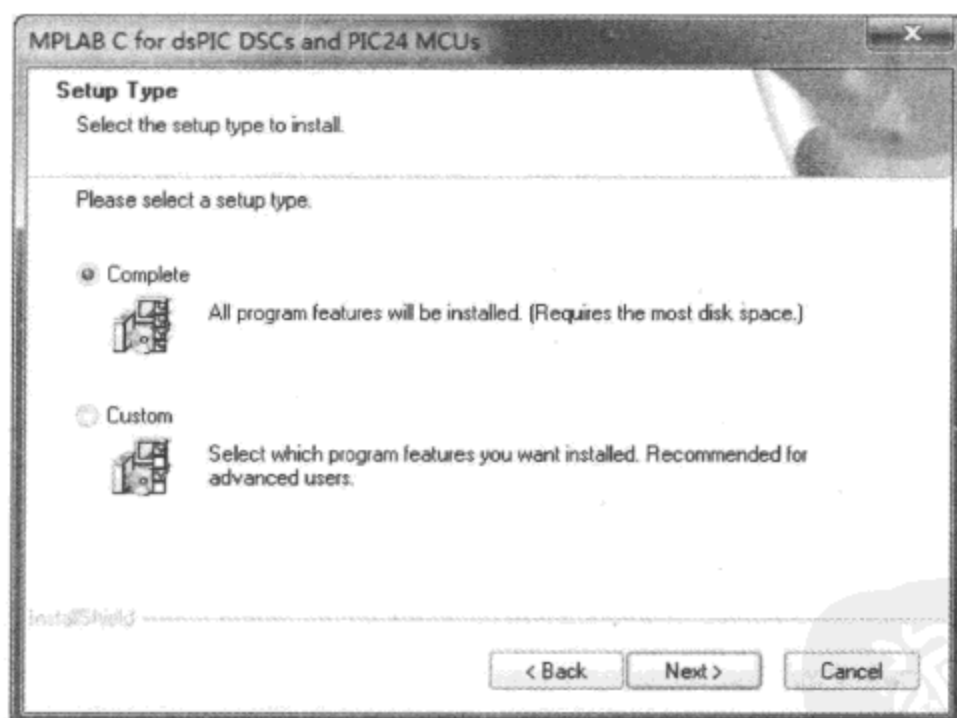 MPLAB C for dsPIC DSCs and PIC24 MCUs
Setup Type
Select the setup type to install.
Please select a setup type.
Complete
All program features will be installed. (Requires the most disk space.)
Custom
Select which program features you want installed. Recommended for
advanced users.
InstallShield
< Back
Next >
Cancel